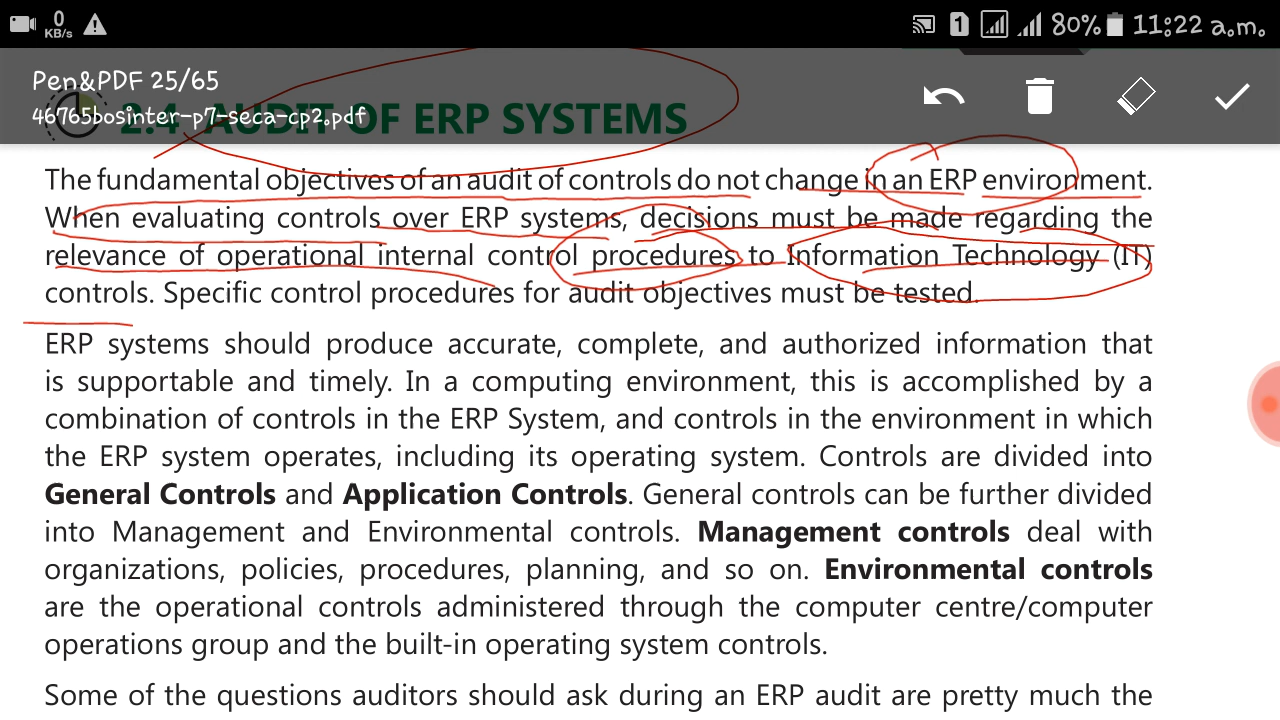 0
KB/s
1
80%
11:22 a.m.
Pen&PDF 25/65
46765bosinter-p7-seca-cp2.pdf
2.4 AUDIT OF ERP SYSTEMS
The fundamental objectives of an audit of controls do not change in an ERP environment.
When evaluating controls over ERP systems, decisions must be made regarding the
relevance of operational internal control procedures to Information Technology (IT)
controls. Specific control procedures for audit objectives must be tested.
ERP systems should produce accurate, complete, and authorized information that
is supportable and timely. In a computing environment, this is accomplished by a
combination of controls in the ERP System, and controls in the environment in which
the ERP system operates, including its operating system. Controls are divided into
General Controls and Application Controls. General controls can be further divided
into Management and Environmental controls. Management controls deal with
organizations, policies, procedures, planning, and so on. Environmental controls
are the operational controls administered through the computer centre/computer
operations group and the built-in operating system controls.
Some of the questions auditors should ask during an ERP audit are pretty much the